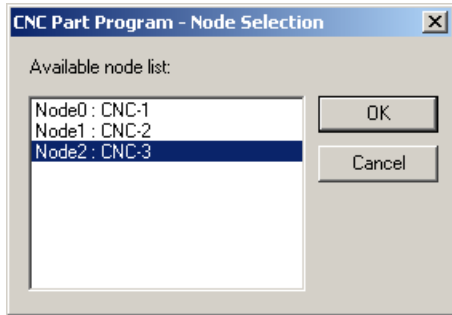 CNC Part Program - Node Selection
Available node list:
Node0 : CNC-1
Node1 : CNC-2
Node2 : CNC-3
OK
Cancel